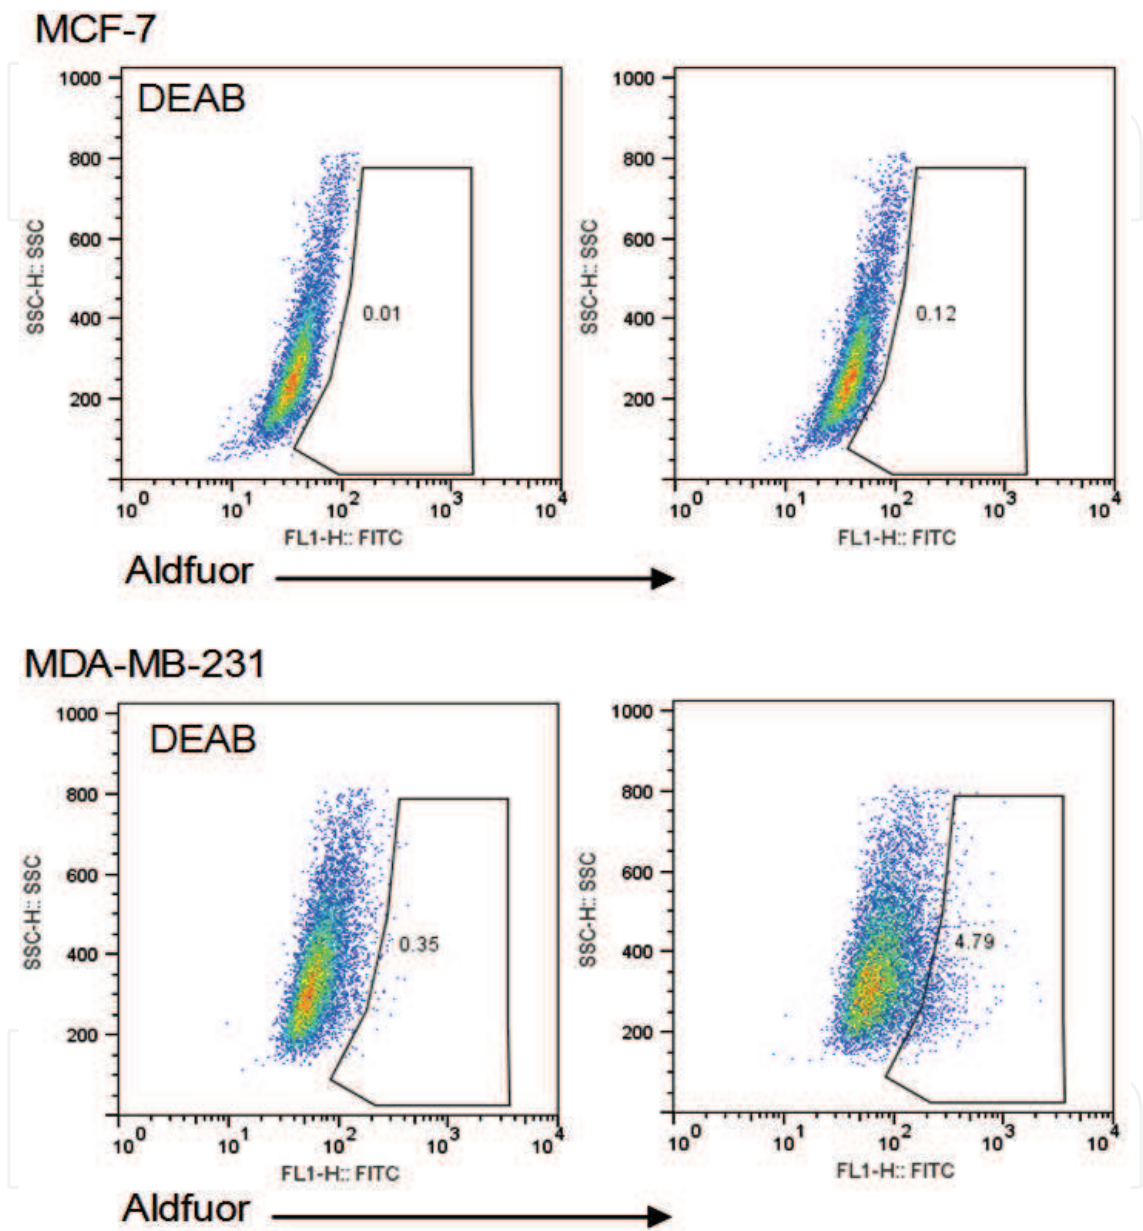 MCF-7
DEAB
1000
800
600
400
200
SSC-H:: SSC
0.01
10^0 10^1 10^2 10^3 10^4
FL1-H:: FITC
1000
800
600
400
200
SSC-H:: SSC
0.12
10^0 10^1 10^2 10^3 10^4
FL1-H:: FITC
Aldfuor
MDA-MB-231
DEAB
1000
800
600
400
200
SSC-H:: SSC
0.35
10^0 10^1 10^2 10^3 10^4
FL1-H:: FITC
1000
800
600
400
200
SSC-H:: SSC
4.79
10^0 10^1 10^2 10^3 10^4
FL1-H:: FITC
Aldfuor